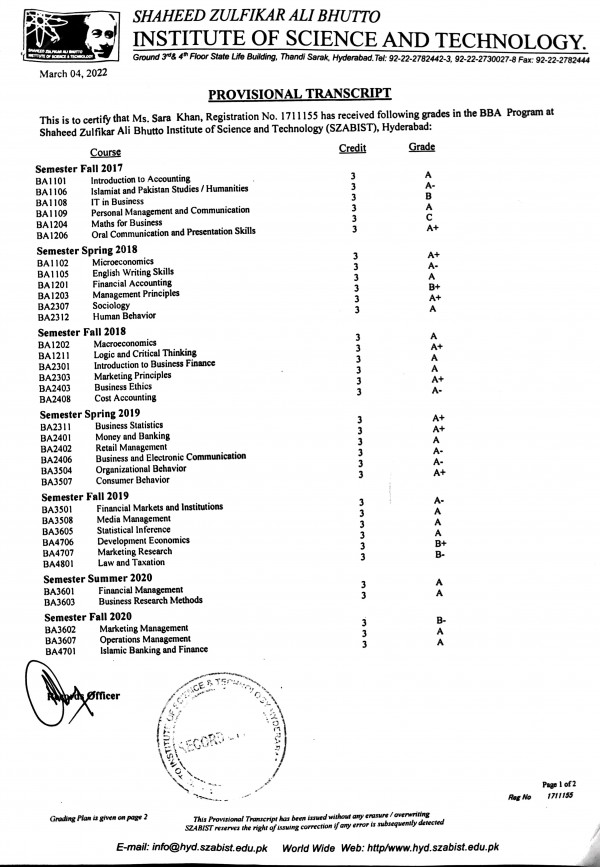 SHAHEED ZULFIKAR ALI BHUTTO
INSTITUTE OF SCIENCE AND TECHNOLOGY.
SHAHEED ZULFIKAR ALI BHUTTO
INSTITUTE OF SCIENCE & TECHNOLOGY
Ground 3rd & 4th Floor State Life Building, Thandi Sarak, Hyderabad. Tel: 92-22-2782442-3, 92-22-2730027-8 Fax: 92-22-2782444
March 04, 2022
PROVISIONAL TRANSCRIPT
This is to certify that Ms. Sara Khan, Registration No. 1711155 has received following grades in the BBA Program at
Shaheed Zulfikar Ali Bhutto Institute of Science and Technology (SZABIST), Hyderabad:
Course Credit Grade
Semester Fall 2017
BA1101 Introduction to Accounting 3 A
BA1106 Islamiat and Pakistan Studies / Humanities 3 A-
BA1108 IT in Business 3 B
BA1109 Personal Management and Communication 3 A
BA1204 Maths for Business 3 C
BA1206 Oral Communication and Presentation Skills 3 A+
Semester Spring 2018
BA1102 Microeconomics 3 A+
BA1105 English Writing Skills 3 A-
BA1201 Financial Accounting 3 A
BA1203 Management Principles 3 B+
BA2307 Sociology 3 A+
BA2312 Human Behavior 3 A
Semester Fall 2018
BA1202 Macroeconomics 3 A
BA1211 Logic and Critical Thinking 3 A+
BA2301 Introduction to Business Finance 3 A
BA2303 Marketing Principles 3 A
BA2403 Business Ethics 3 A+
BA2408 Cost Accounting 3 A-
Semester Spring 2019
BA2311 Business Statistics 3 A+
BA2401 Money and Banking 3 A+
BA2402 Retail Management 3 A
BA2406 Business and Electronic Communication 3 A-
BA3504 Organizational Behavior 3 A-
BA3507 Consumer Behavior 3 A+
Semester Fall 2019
BA3501 Financial Markets and Institutions 3 A-
BA3508 Media Management 3 A
BA3605 Statistical Inference 3 A
BA4706 Development Economics 3 A
BA4707 Marketing Research 3 B+
BA4801 Law and Taxation 3 B-
Semester Summer 2020
BA3601 Financial Management 3 A
BA3603 Business Research Methods 3 A
Semester Fall 2020
BA3602 Marketing Management 3 B-
BA3607 Operations Management 3 A
BA4701 Islamic Banking and Finance 3 A
Records Officer
INSTITUTE OF SCIENCE & TECHNOLOGY HYDERABAD
RECORD
Page 1 of 2
Reg No 1711155
Grading Plan is given on page 2
This Provisional Transcript has been issued without any erasure / overwriting
SZABIST reserves the right of issuing correction if any error is subsequently detected
E-mail: info@hyd.szabist.edu.pk World Wide Web: http/www.hyd.szabist.edu.pk